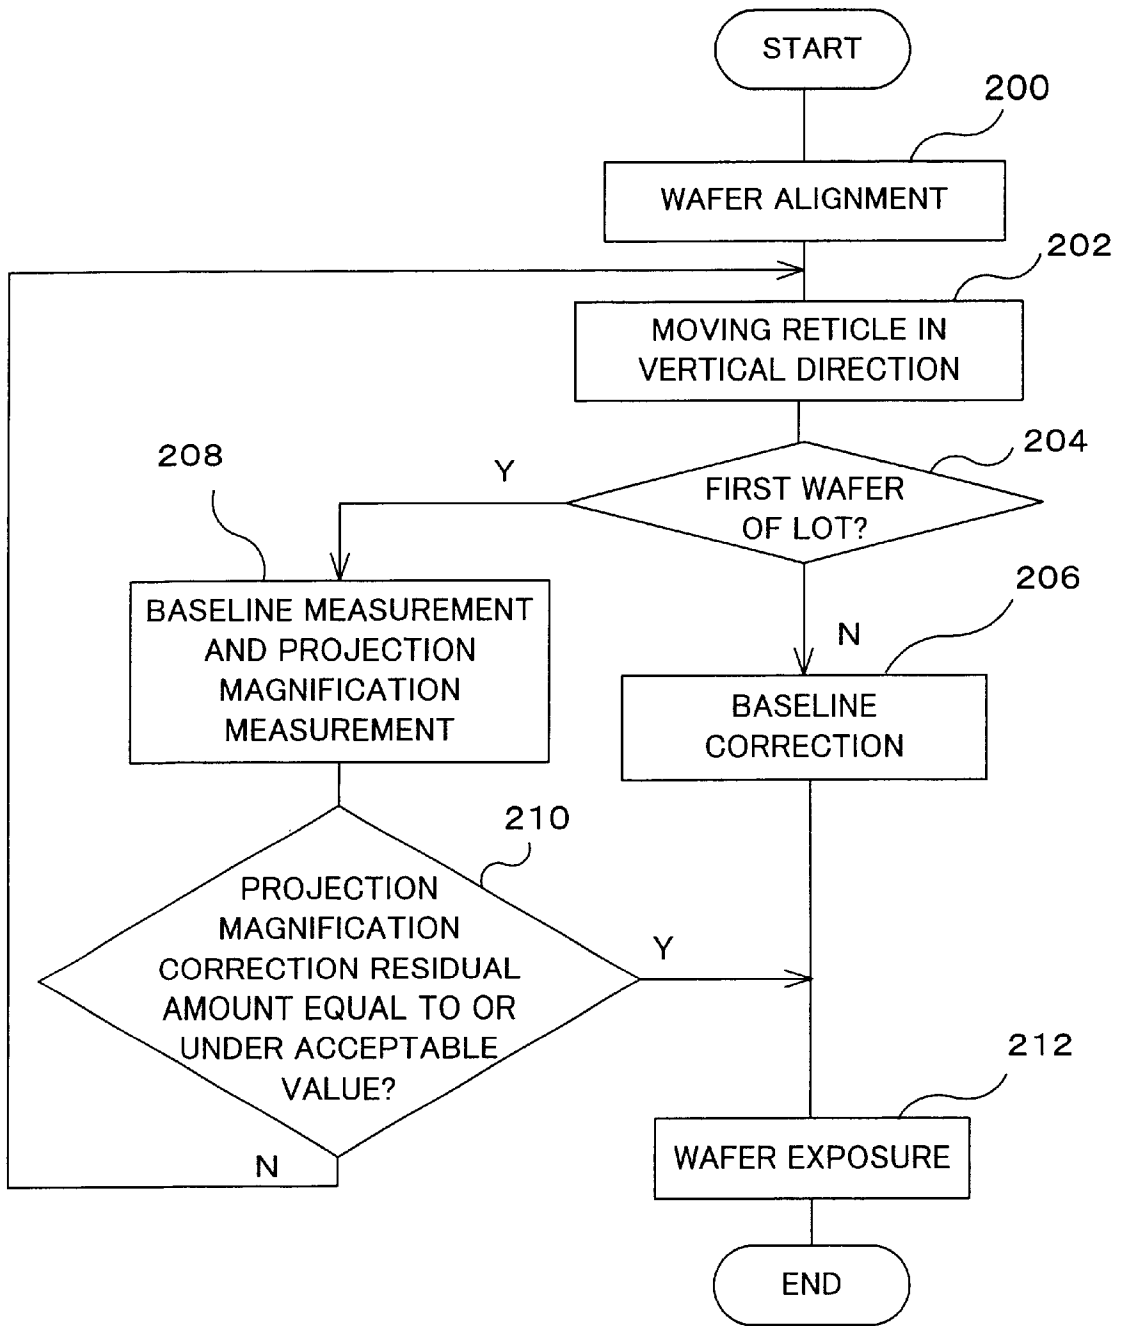 START
200
WAFER ALIGNMENT
202
MOVING RETICLE IN
VERTICAL DIRECTION
204
FIRST WAFER
OF LOT?
Y
208
BASELINE MEASUREMENT
AND PROJECTION
MAGNIFICATION
MEASUREMENT
N
206
BASELINE
CORRECTION
210
PROJECTION
MAGNIFICATION
CORRECTION RESIDUAL
AMOUNT EQUAL TO OR
UNDER ACCEPTABLE
VALUE?
Y
N
212
WAFER EXPOSURE
END